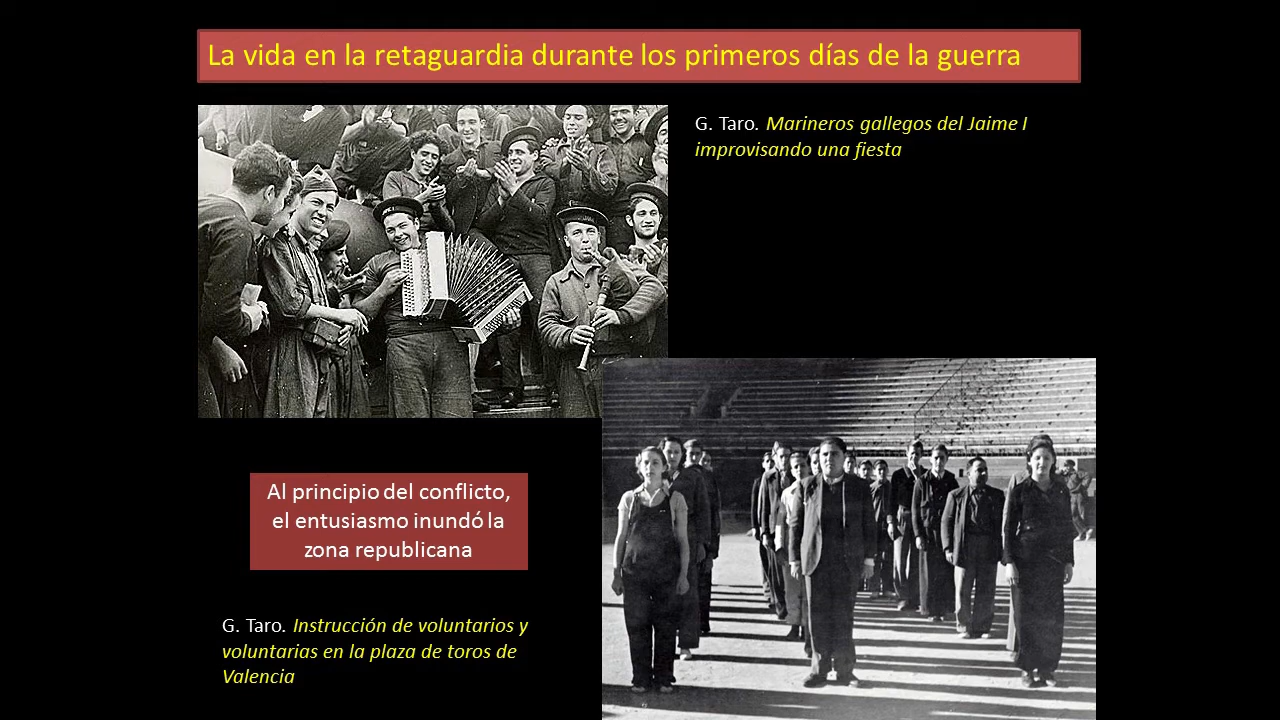 La vida en la retaguardia durante los primeros días de la guerra
G. Taro. Marineros gallegos del Jaime I
improvisando una fiesta
Al principio del conflicto,
el entusiasmo inundó la
zona republicana
G. Taro. Instrucción de voluntarios y
voluntarias en la plaza de toros de
Valencia